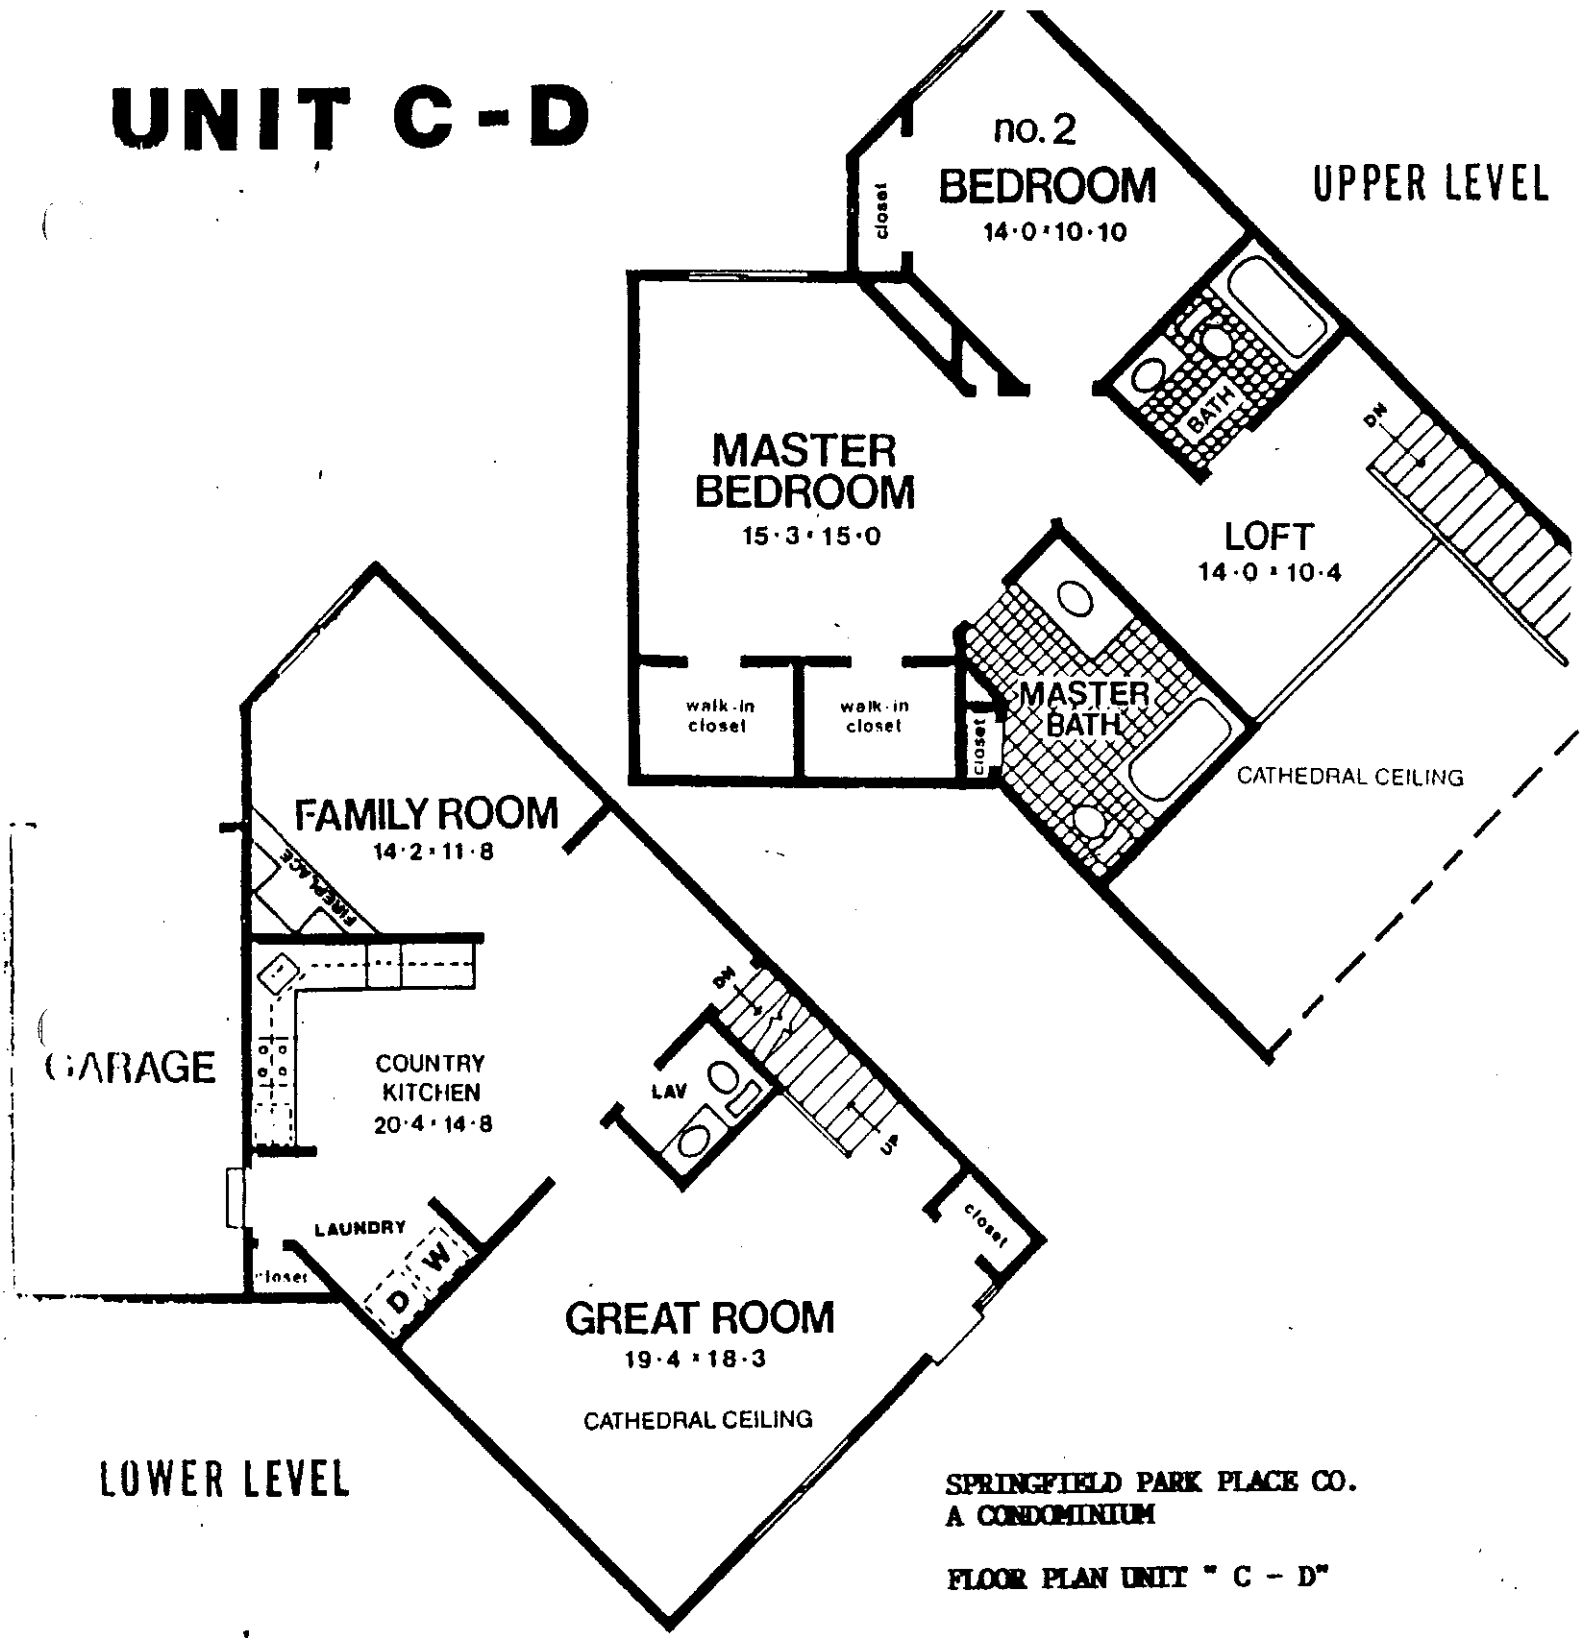 UNIT C-D
UPPER LEVEL
no.2
BEDROOM
14·0 x 10·10
closet
BATH
DN
MASTER
BEDROOM
15·3 x 15·0
LOFT
14·0 x 10·4
walk-in
closet
walk-in
closet
closet
MASTER
BATH
CATHEDRAL CEILING
FAMILY ROOM
14·2 x 11·8
FIREPLACE
GARAGE
COUNTRY
KITCHEN
20·4 x 14·8
DN
LAV
UP
LAUNDRY
closet
D
W
closet
GREAT ROOM
19·4 x 18·3
CATHEDRAL CEILING
LOWER LEVEL
SPRINGFIELD PARK PLACE CO.
A CONDOMINIUM
FLOOR PLAN UNIT " C - D"